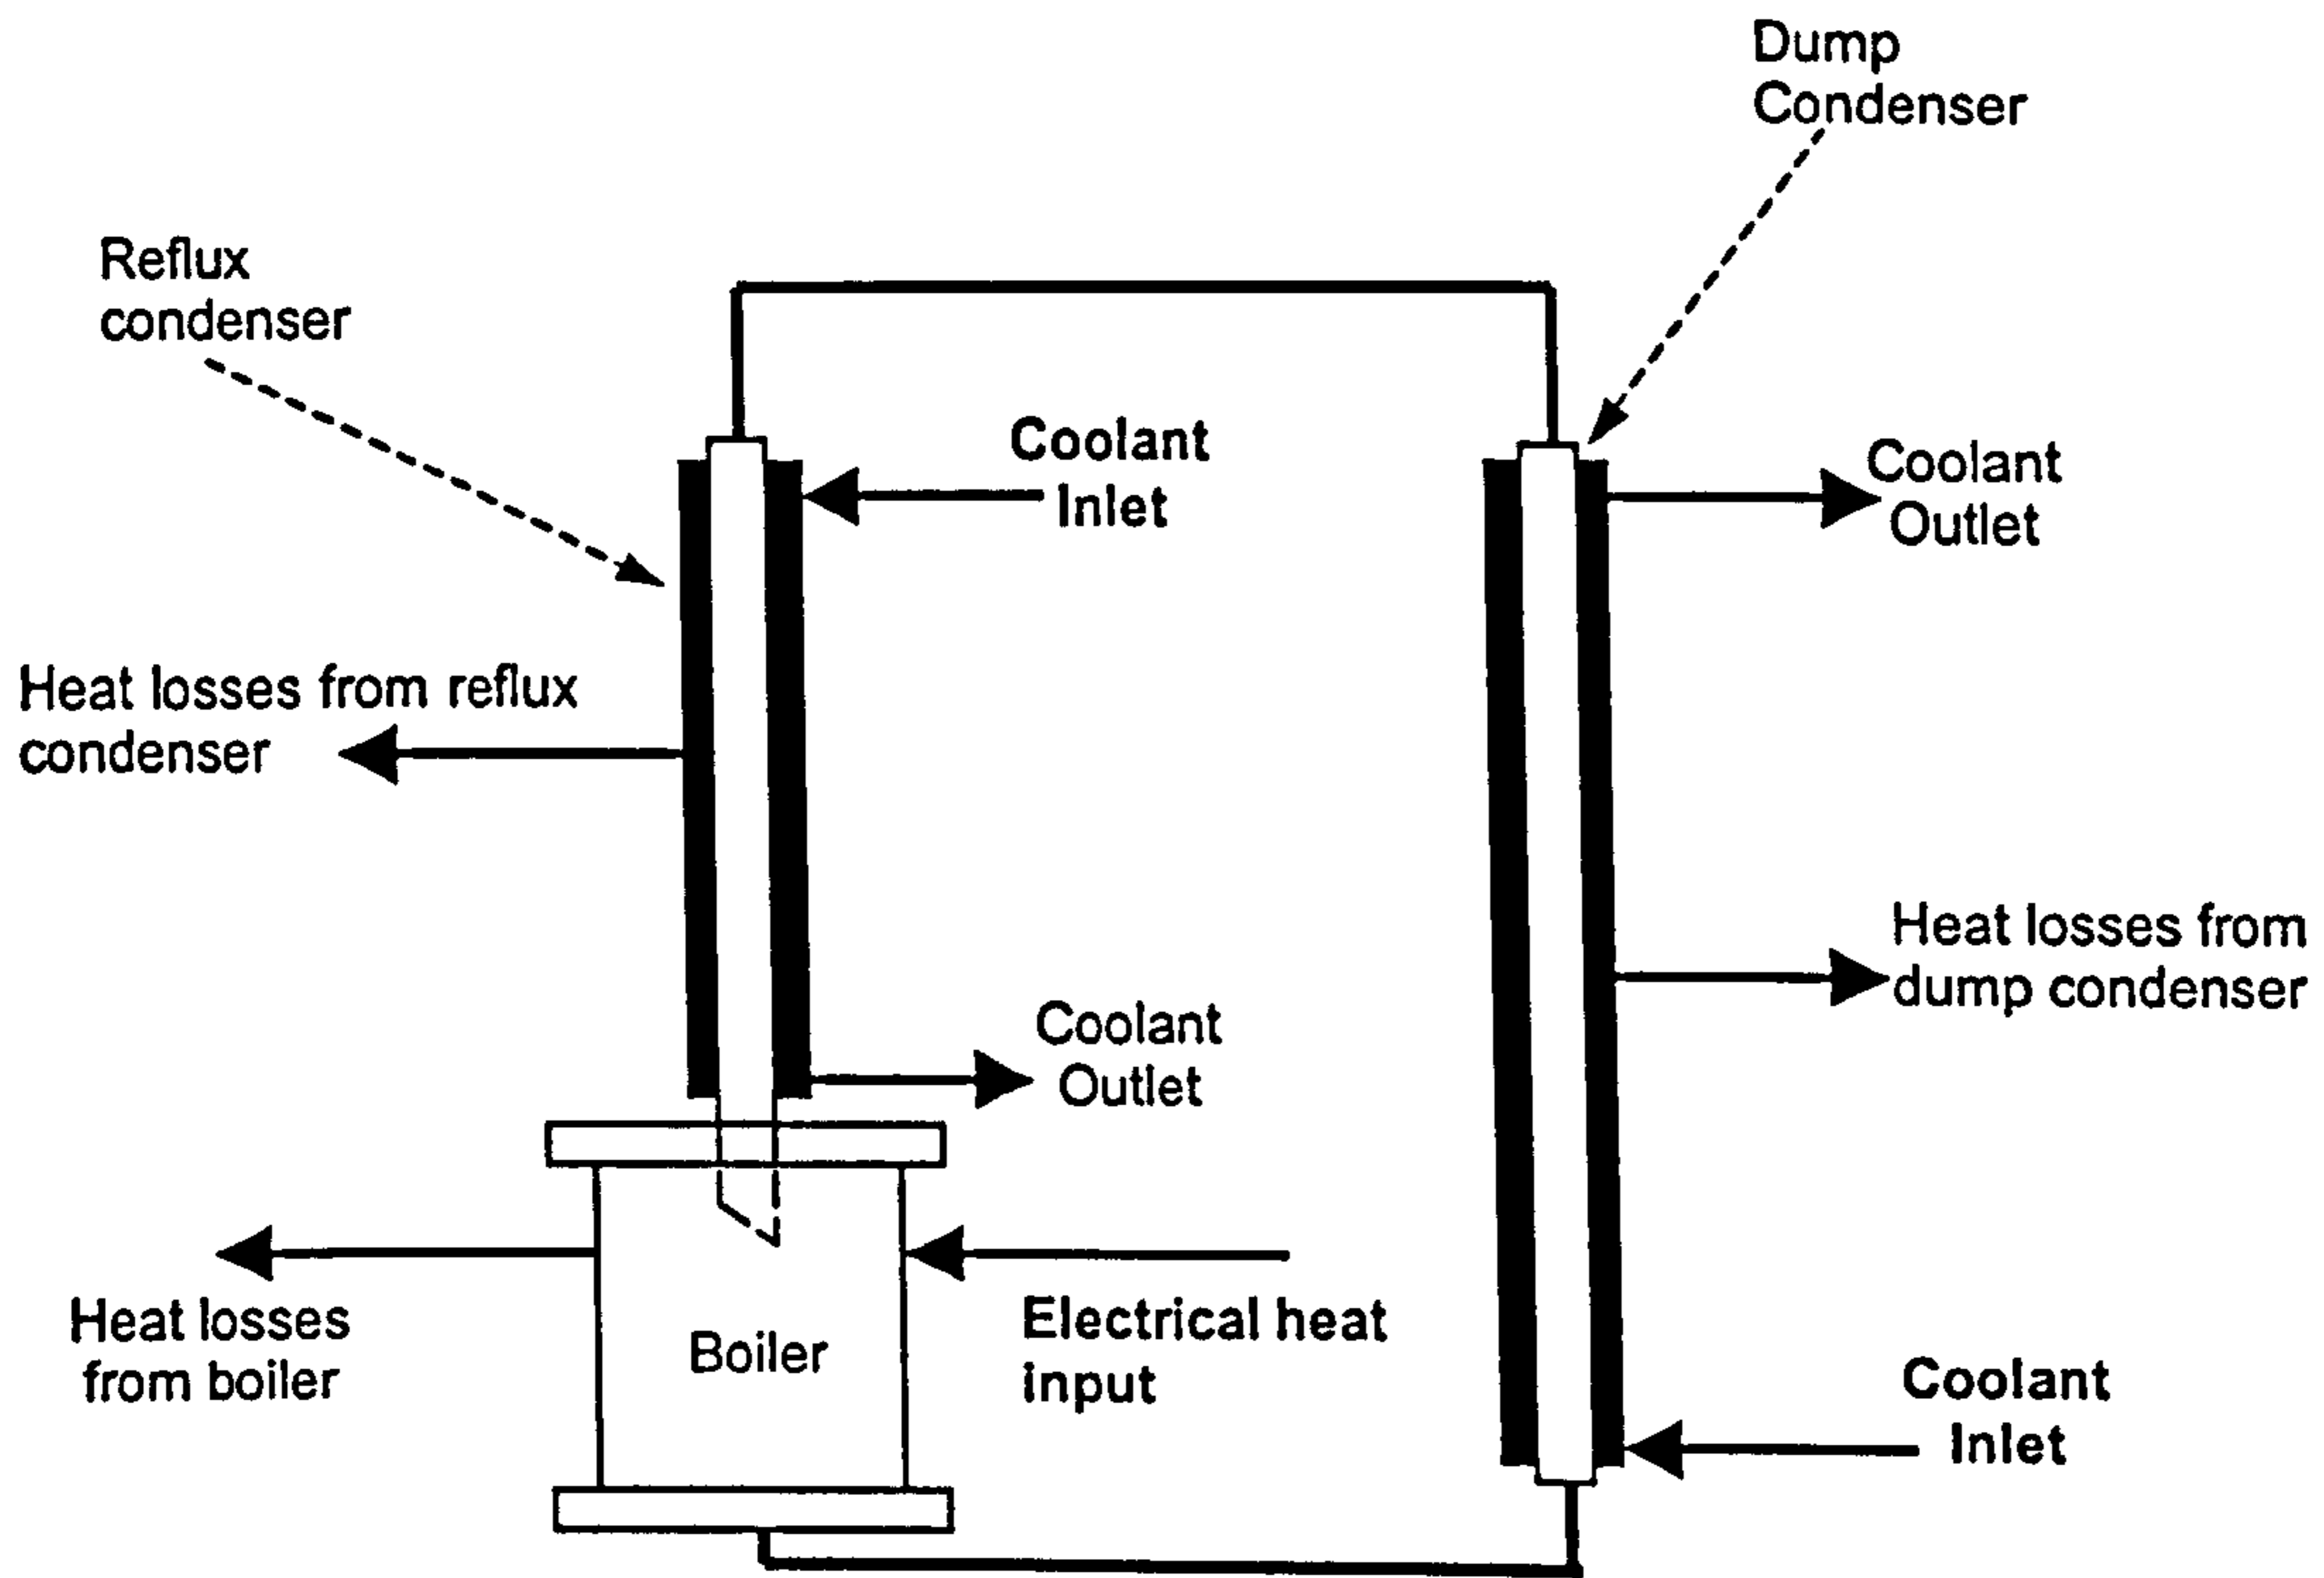 Dump
Condenser
Reflux
condenser
Coolant
Inlet
Coolant
Outlet
Heat losses from reflux
condenser
Heat losses from
dump condenser
Coolant
Outlet
Heat losses
from boiler
Boiler
Electrical heat
input
Coolant
Inlet